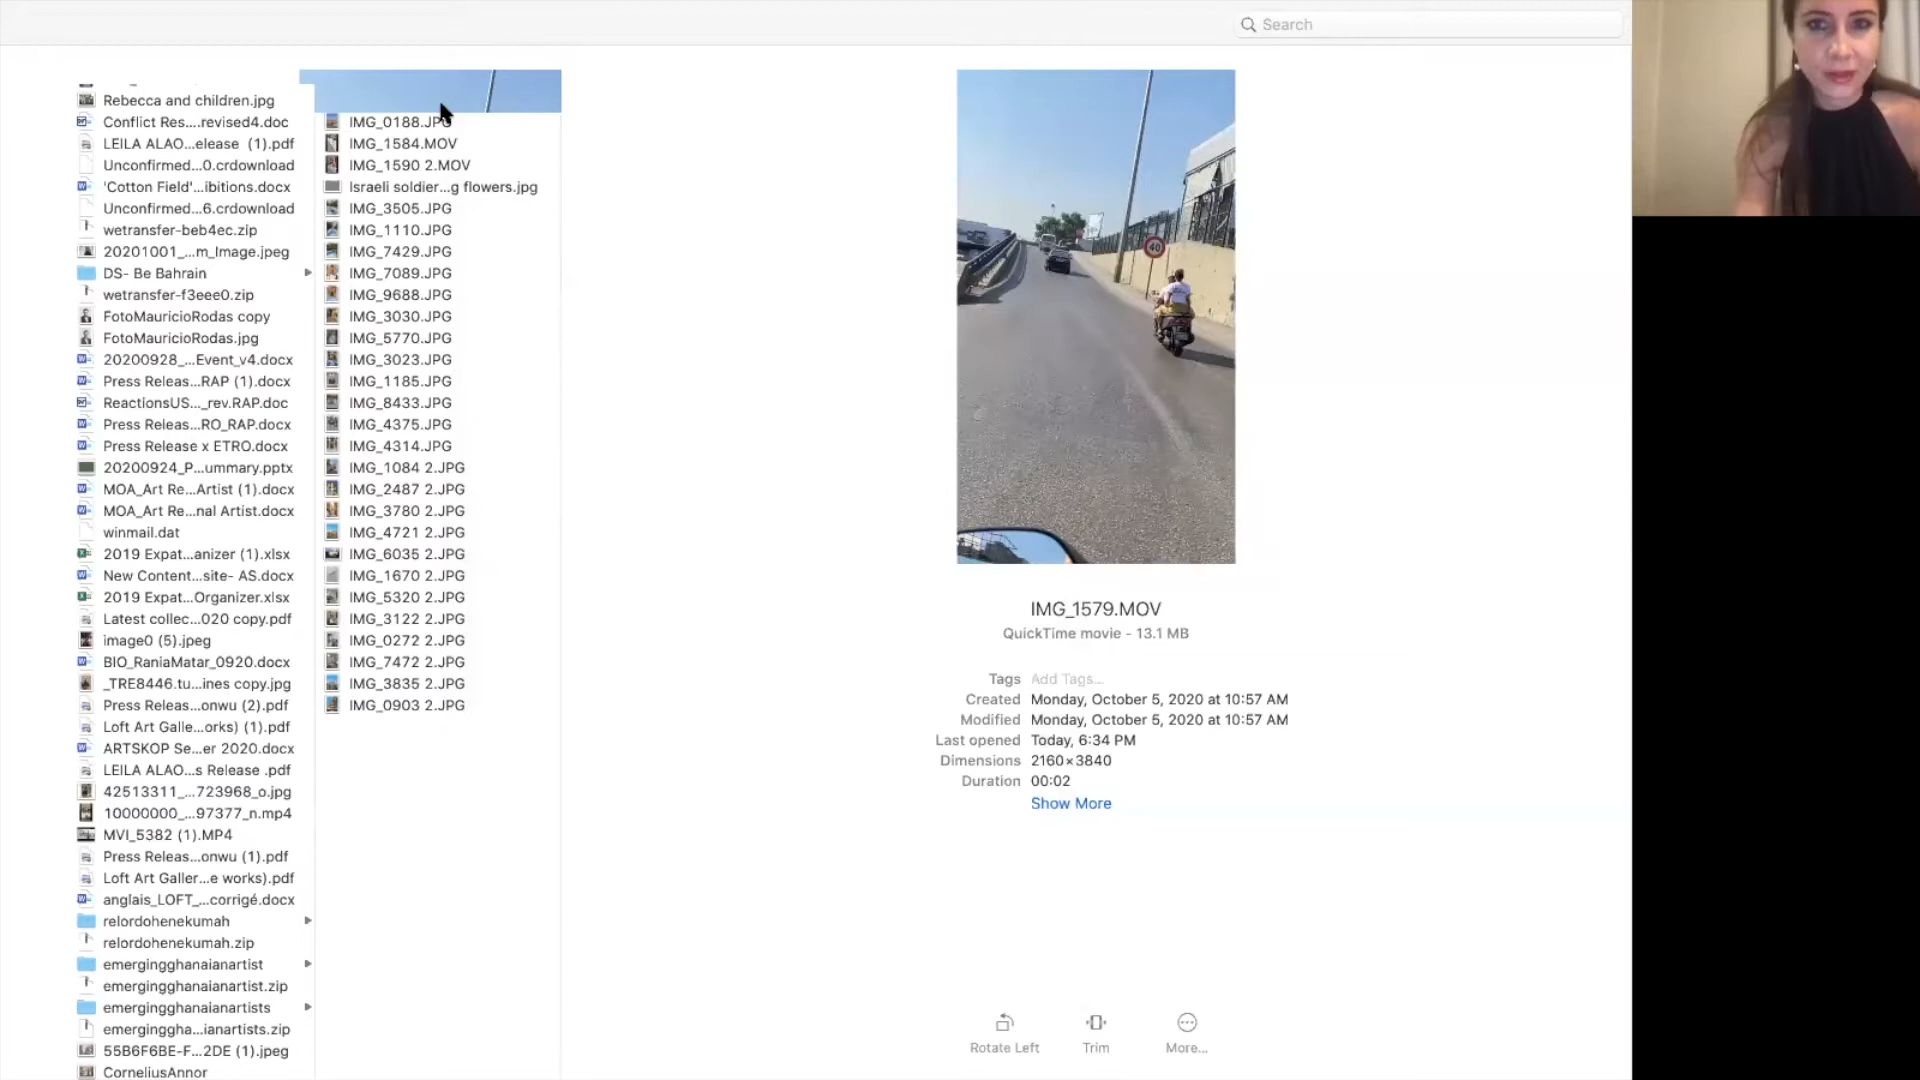 Search
Rebecca and children.jpg
Conflict Res....revised4.doc
LEILA ALAO...elease (1).pdf
Unconfirmed...0.crdownload
'Cotton Field'...ibitions.docx
Unconfirmed...6.crdownload
wetransfer-beb4ec.zip
20201001_...m_Image.jpeg
DS- Be Bahrain
wetransfer-f3eee0.zip
FotoMauricioRodas copy
FotoMauricioRodas.jpg
20200928_...Event_v4.docx
Press Releas...RAP (1).docx
ReactionsUS..._rev.RAP.doc
Press Releas...RO_RAP.docx
Press Release x ETRO.docx
20200924_P...ummary.pptx
MOA_Art Re...Artist (1).docx
MOA_Art Re...nal Artist.docx
winmail.dat
2019 Expat...anizer (1).xlsx
New Content...site- AS.docx
2019 Expat...Organizer.xlsx
Latest collec...020 copy.pdf
image0 (5).jpeg
BIO_RaniaMatar_0920.docx
_TRE8446.tu...ines copy.jpg
Press Releas...onwu (2).pdf
Loft Art Galle...orks) (1).pdf
ARTSKOP Se...er 2020.docx
LEILA ALAO...s Release .pdf
42513311_...723968_o.jpg
10000000_...97377_n.mp4
MVI_5382 (1).MP4
Press Releas...onwu (1).pdf
Loft Art Galler...e works).pdf
anglais_LOFT_...corrigé.docx
relordohenekumah
relordohenekumah.zip
emergingghanaianartist
emergingghanaianartist.zip
emergingghanaianartists
emerginggha...ianartists.zip
55B6F6BE-F...2DE (1).jpeg
CorneliusAnnor
IMG_0188.JPG
IMG_1584.MOV
IMG_1590 2.MOV
Israeli soldier...g flowers.jpg
IMG_3505.JPG
IMG_1110.JPG
IMG_7429.JPG
IMG_7089.JPG
IMG_9688.JPG
IMG_3030.JPG
IMG_5770.JPG
IMG_3023.JPG
IMG_1185.JPG
IMG_8433.JPG
IMG_4375.JPG
IMG_4314.JPG
IMG_1084 2.JPG
IMG_2487 2.JPG
IMG_3780 2.JPG
IMG_4721 2.JPG
IMG_6035 2.JPG
IMG_1670 2.JPG
IMG_5320 2.JPG
IMG_3122 2.JPG
IMG_0272 2.JPG
IMG_7472 2.JPG
IMG_3835 2.JPG
IMG_0903 2.JPG
40
IMG_1579.MOV
QuickTime movie - 13.1 MB
Tags Add Tags...
Created Monday, October 5, 2020 at 10:57 AM
Modified Monday, October 5, 2020 at 10:57 AM
Last opened Today, 6:34 PM
Dimensions 2160×3840
Duration 00:02
Show More
Rotate Left
Trim
More...